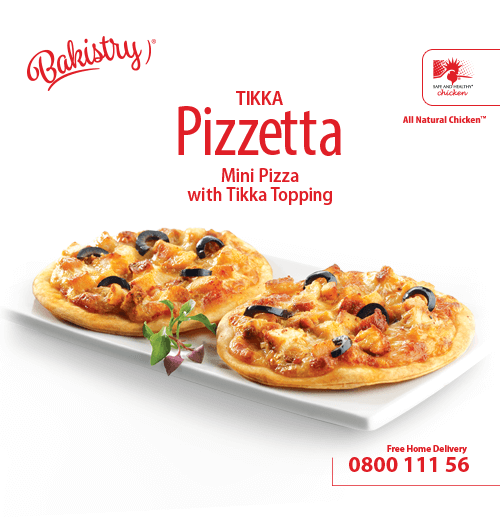 Bakistry®
SAFE AND HEALTHY®
chicken
All Natural Chicken™
TIKKA
Pizzetta
Mini Pizza
with Tikka Topping
Free Home Delivery
0800 111 56